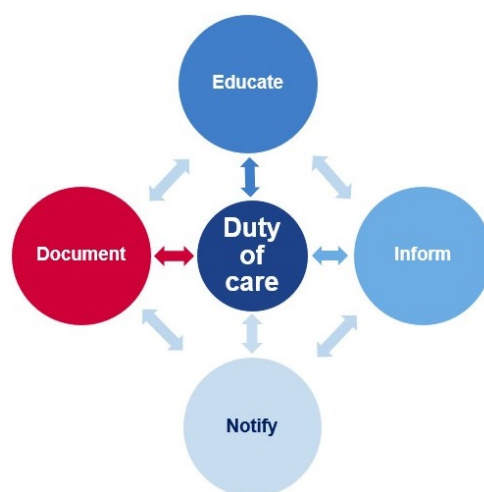 Educate
Document
Duty
of
care
Inform
Notify